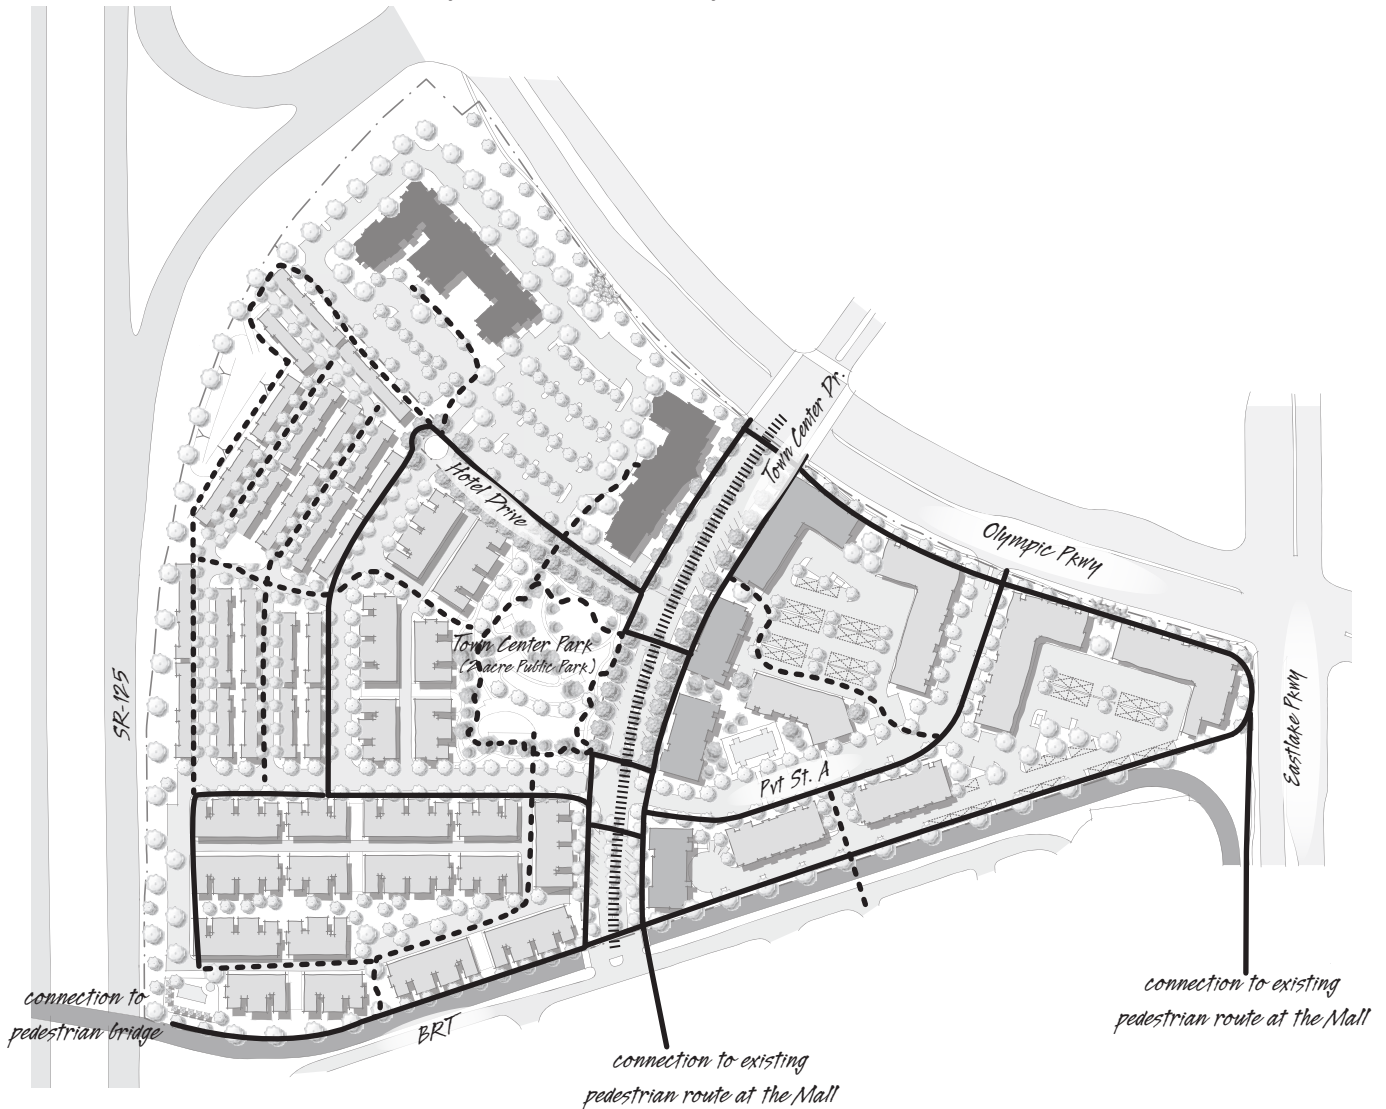 Town Center Dr.
Hotel Drive
Olympic Pkwy
Town Center Park
(2 acre Public Park)
SR-125
Eastlake Pkwy
Pvt St. A
connection to
pedestrian bridge
BRT
connection to existing
pedestrian route at the Mall
connection to existing
pedestrian route at the Mall